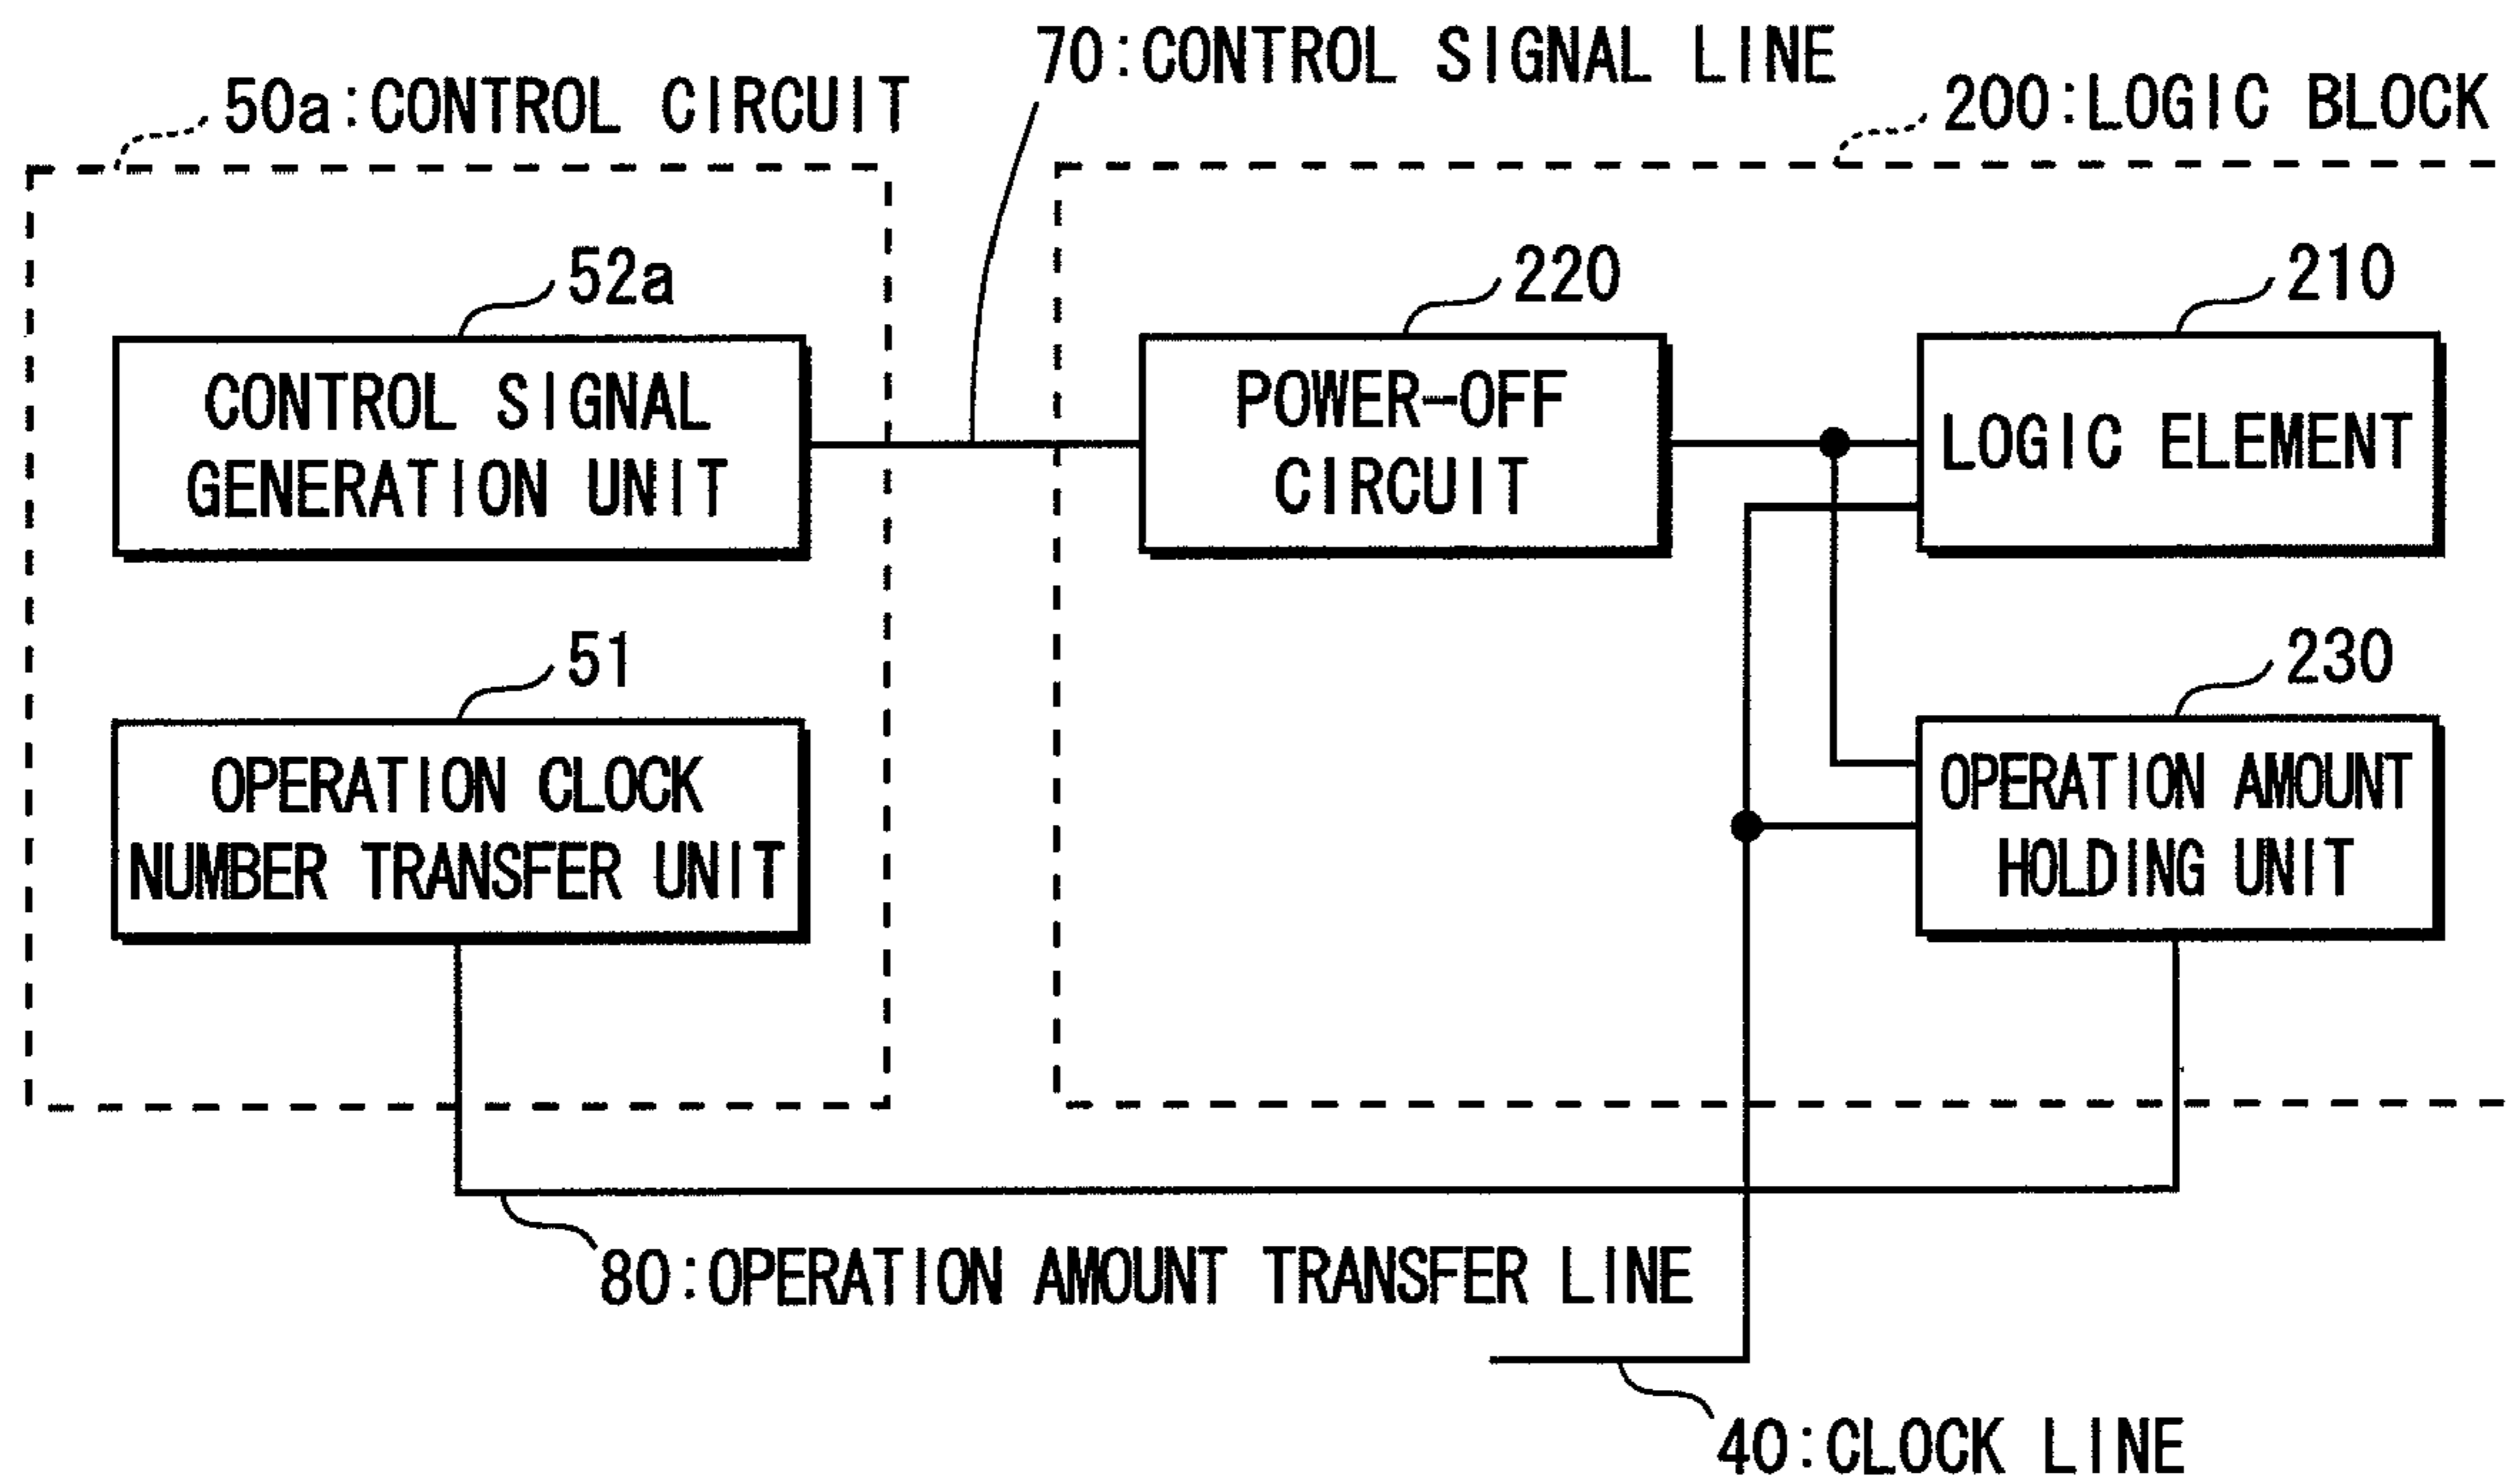 70:CONTROL SIGNAL LINE
50a:CONTROL CIRCUIT
200:LOGIC BLOCK
52a
220
210
CONTROL SIGNAL
GENERATION UNIT
POWER-OFF
CIRCUIT
LOGIC ELEMENT
51
230
OPERATION CLOCK
NUMBER TRANSFER UNIT
OPERATION AMOUNT
HOLDING UNIT
80:OPERATION AMOUNT TRANSFER LINE
40:CLOCK LINE